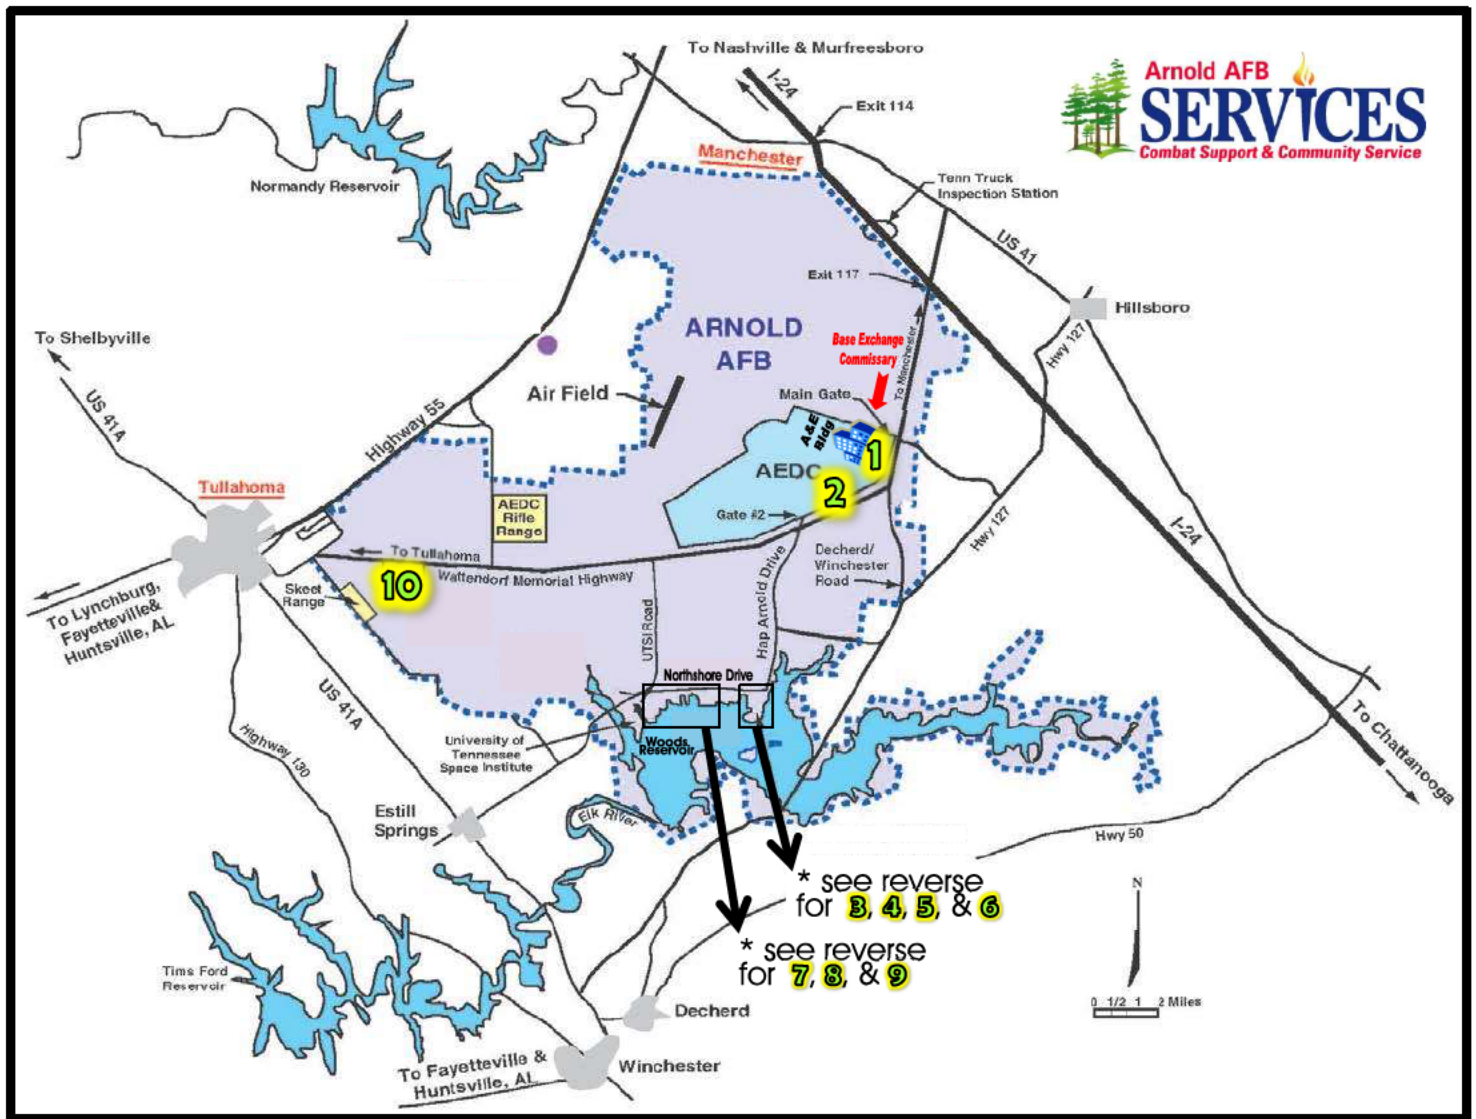 To Nashville & Murfreesboro
I-24
Exit 114
Arnold AFB
SERVICES
Combat Support & Community Service
Manchester
Tenn Truck
Inspection Station
Normandy Reservoir
US 41
Exit 117
Hillsboro
ARNOLD
AFB
Base Exchange
Commissary
To Manchester
Hwy 127
To Shelbyville
US 41A
Air Field
Main Gate
Highway 55
A&E
Bldg
1
AEDC
2
Tullahoma
AEDC
Rifle
Range
Gate #2
Hwy 127
I-24
To Tullahoma
Wattendorf Memorial Highway
Decherd/
Winchester
Road
10
Skeet
Range
To Lynchburg,
Fayetteville&
Huntsville, AL
UTSI Road
Hap Arnold Drive
Northshore Drive
US 41A
To Chattanooga
University of
Tennessee
Space Institute
Woods
Reservoir
Highway 130
Estill
Springs
Elk River
Hwy 50
* see reverse
for 3, 4, 5, & 6
* see reverse
for 7, 8, & 9
N
Tims Ford
Reservoir
0 1/2 1 2 Miles
Decherd
To Fayetteville &
Huntsville, AL
Winchester